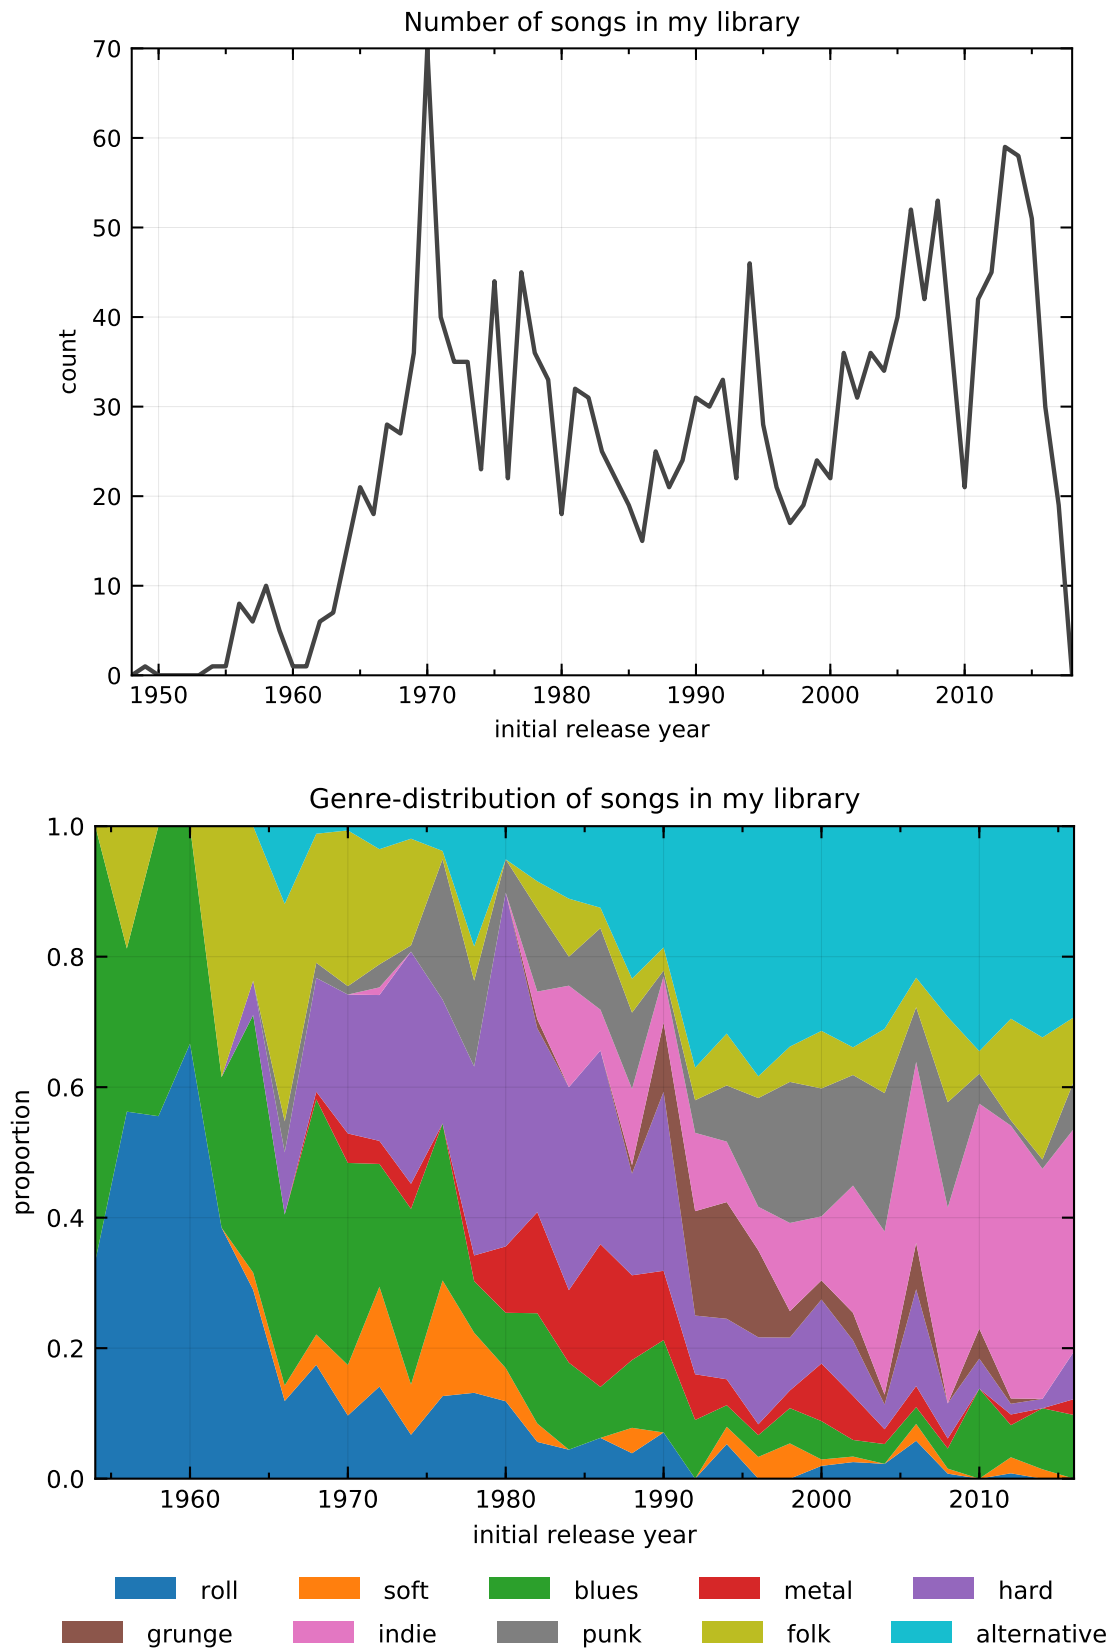 Number of songs in my library
70
60
50
40
30
20
10
0
count
1950 1960 1970 1980 1990 2000 2010
initial release year
Genre-distribution of songs in my library
1.0
0.8
0.6
0.4
0.2
0.0
proportion
1960 1970 1980 1990 2000 2010
initial release year
roll soft blues metal hard
grunge indie punk folk alternative